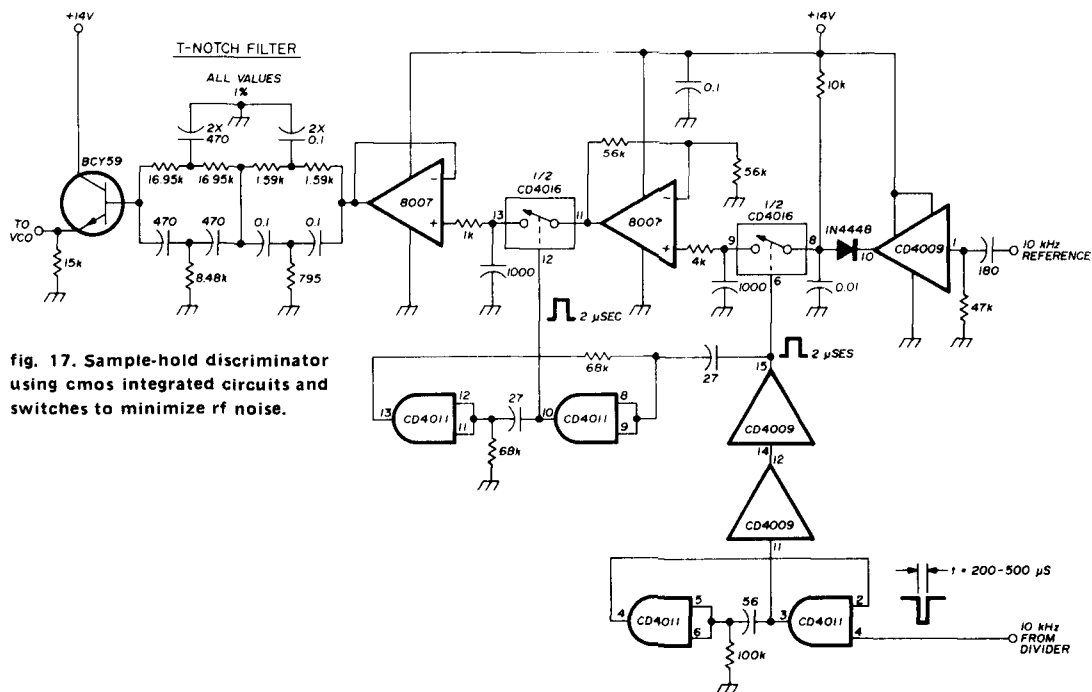 +14V
T-NOTCH FILTER
ALL VALUES
1%
2X
470
2X
0.1
BCY59
16.95k
16.95k
1.59k
1.59k
470
470
0.1
0.1
8.48k
795
TO
VCO
15k
8007
-
+
1k
1000
1/2
CD4016
13
11
12
2 µSEC
56k
56k
8007
-
+
4k
1000
0.1
+14V
10k
1/2
CD4016
9
8
6
0.01
1N4448
10
CD4009
1
180
10 kHz
REFERENCE
47k
2 µSES
fig. 17. Sample-hold discriminator
using cmos integrated circuits and
switches to minimize rf noise.
68k
27
13
CD4011
12
11
27
68k
10
CD4011
8
9
15
CD4009
14
12
CD4009
11
4
CD4011
5
6
56
100k
3
CD4011
2
4
t = 200-500 µS
10 kHz
FROM
DIVIDER